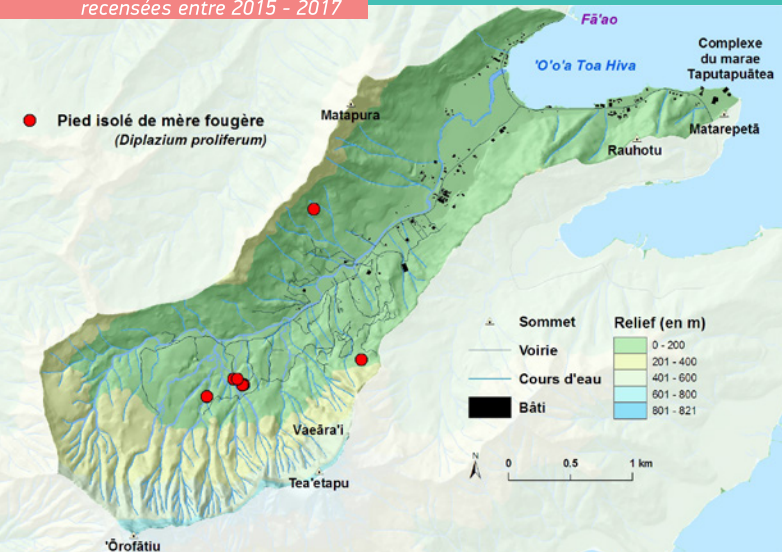 recensées entre 2015 - 2017
Fā'ao
'O'o'a Toa Hiva
Complexe
du marae
Taputapuātea
Matapura
Pied isolé de mère fougère
(Diplazium proliferum)
Matarepetā
Rauhotu
Sommet
Voirie
Cours d'eau
Bâti
Relief (en m)
0 - 200
201 - 400
401 - 600
601 - 800
801 - 821
Vaeāra'i
Tea'etapu
'Ōrofātiu
N
0 0.5 1 km